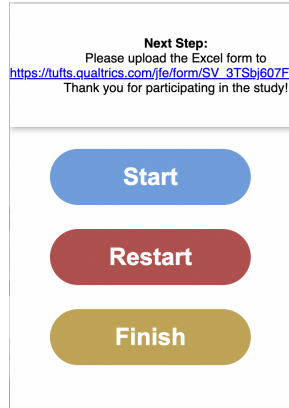 Next Step:
Please upload the Excel form to
https://tufts.qualtrics.com/jfe/form/SV_3TSbj607F
Thank you for participating in the study!
Start
Restart
Finish